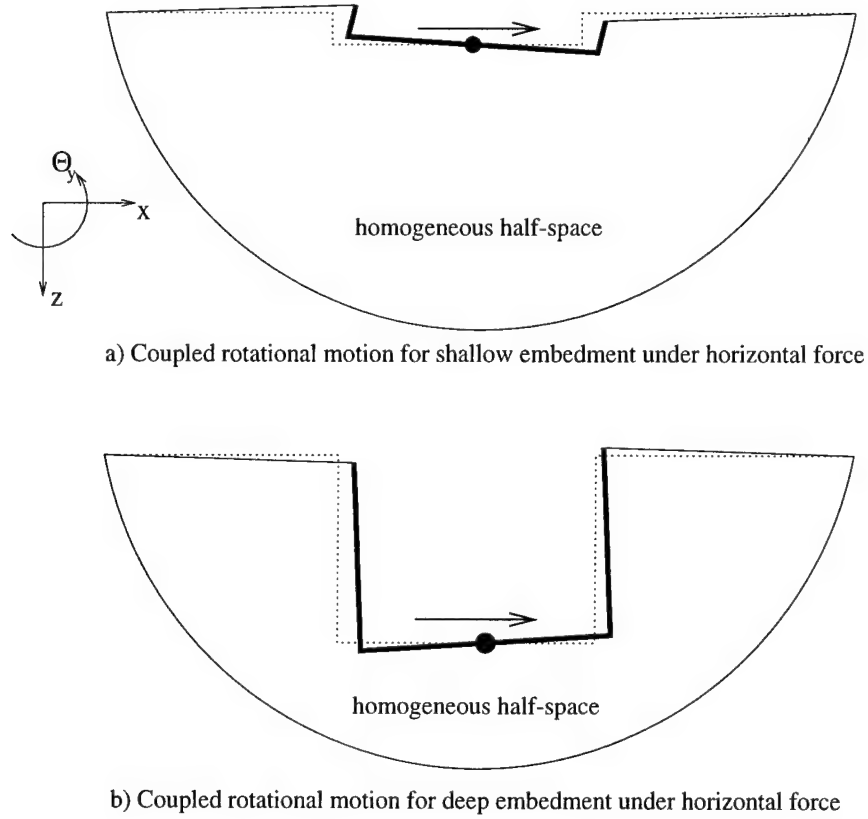 Θy
x
z
homogeneous half-space
a) Coupled rotational motion for shallow embedment under horizontal force
homogeneous half-space
b) Coupled rotational motion for deep embedment under horizontal force